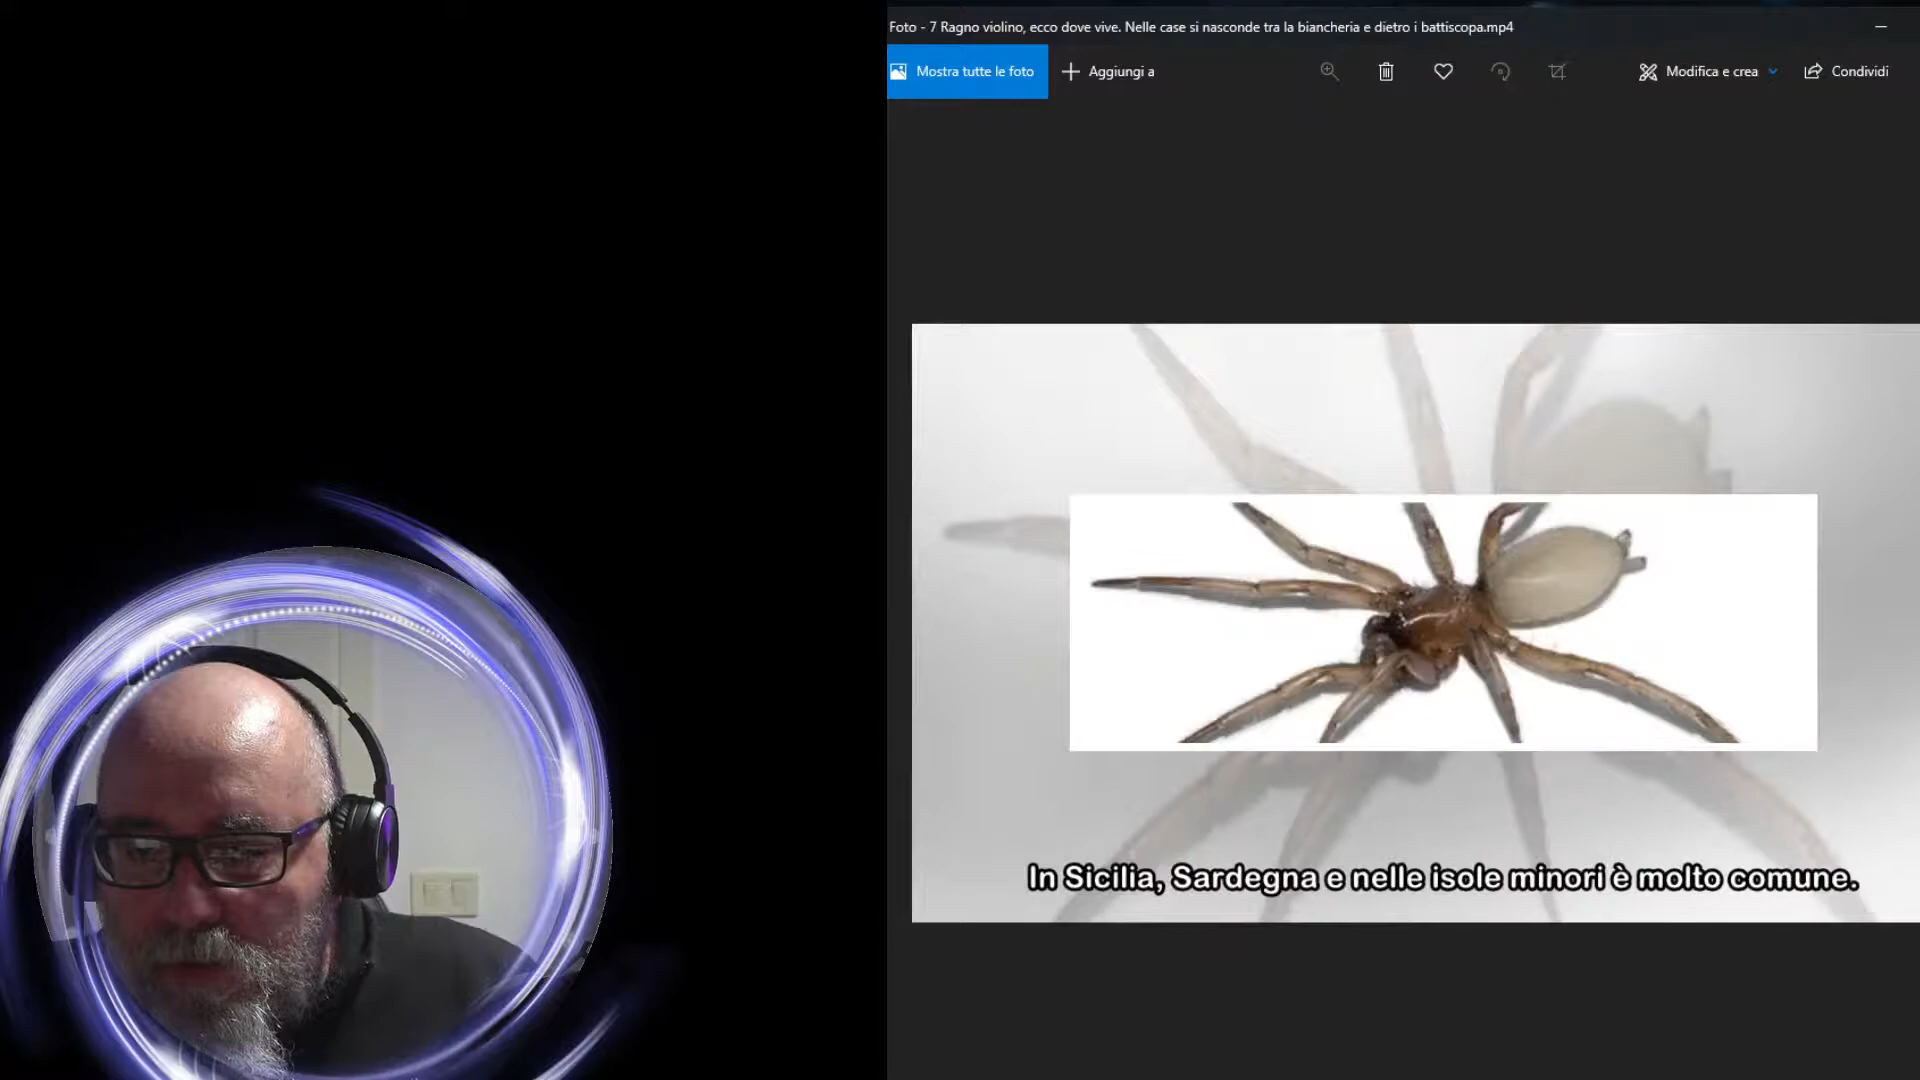 Foto - 7 Ragno violino, ecco dove vive. Nelle case si nasconde tra la biancheria e dietro i battiscopa.mp4
Mostra tutte le foto
Aggiungi a
Modifica e crea
Condividi
In Sicilia, Sardegna e nelle isole minori è molto comune.